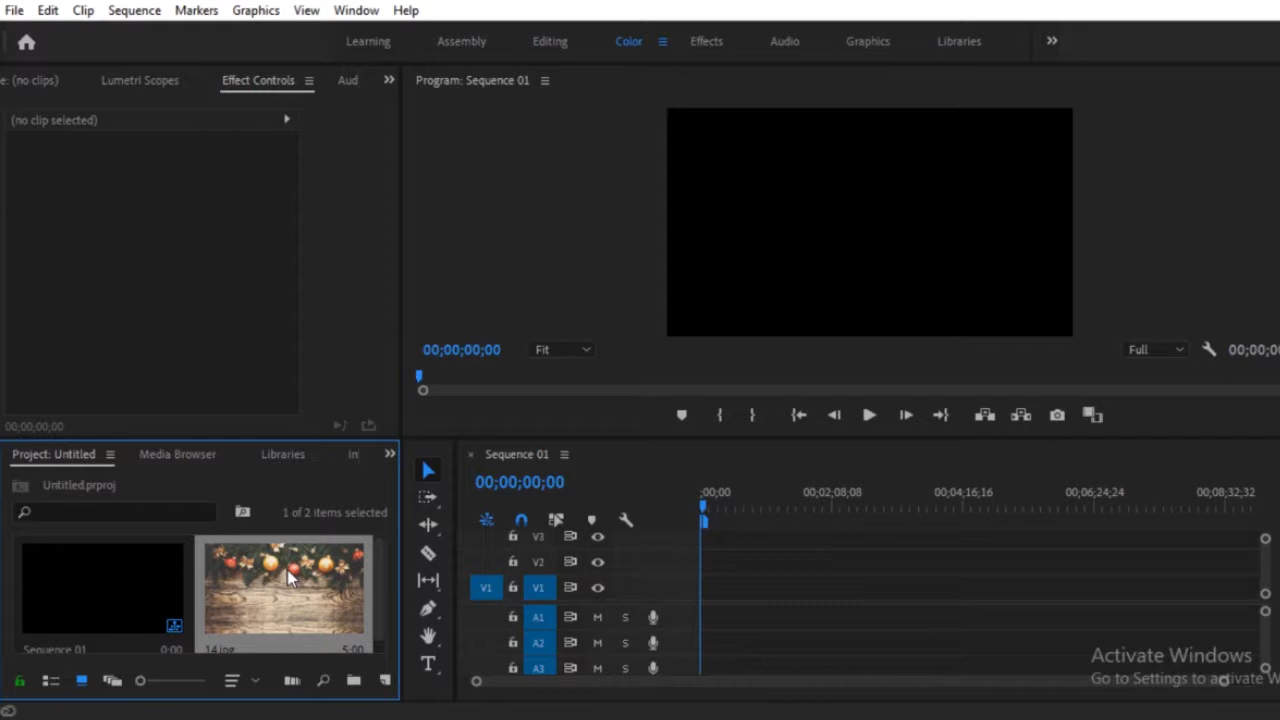 File Edit Clip Sequence Markers Graphics View Window Help
Learning Assembly Editing Color Effects Audio Graphics Libraries
e: (no clips) Lumetri Scopes Effect Controls Aud
Program: Sequence 01
(no clip selected)
00;00;00;00 Fit Full 00;00;0
00;00;00;00
Project: Untitled Media Browser Libraries In
Untitled.prproj
1 of 2 items selected
Sequence 01 0:00 14.jpg 5:00
Sequence 01
00;00;00;00
;00;00 00;02;08;08 00;04;16;16 00;06;24;24 00;08;32;32
V3
V2
V1 V1
A1 M S
A2 M S
A3 M S
T
Activate Windows
Go to Settings to activate W